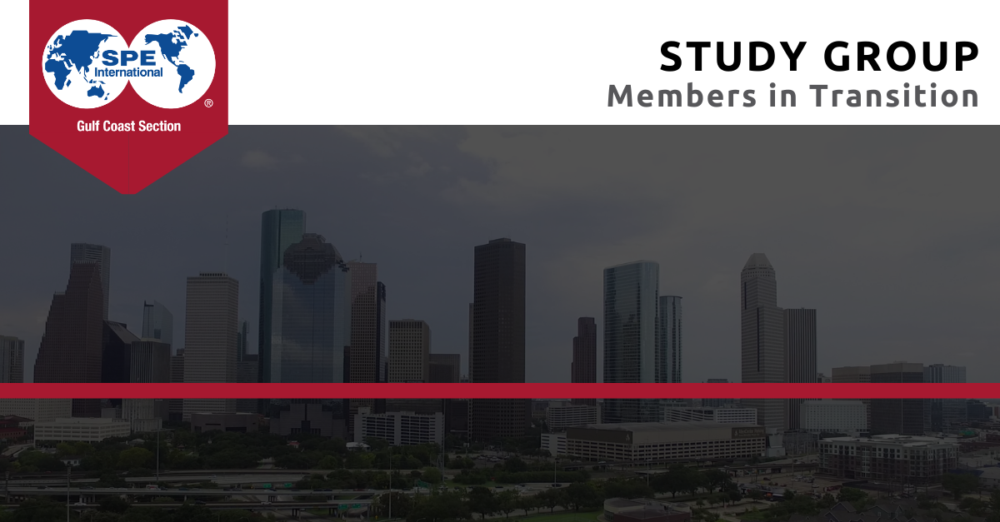 SPE
International
®
Gulf Coast Section
STUDY GROUP
Members in Transition